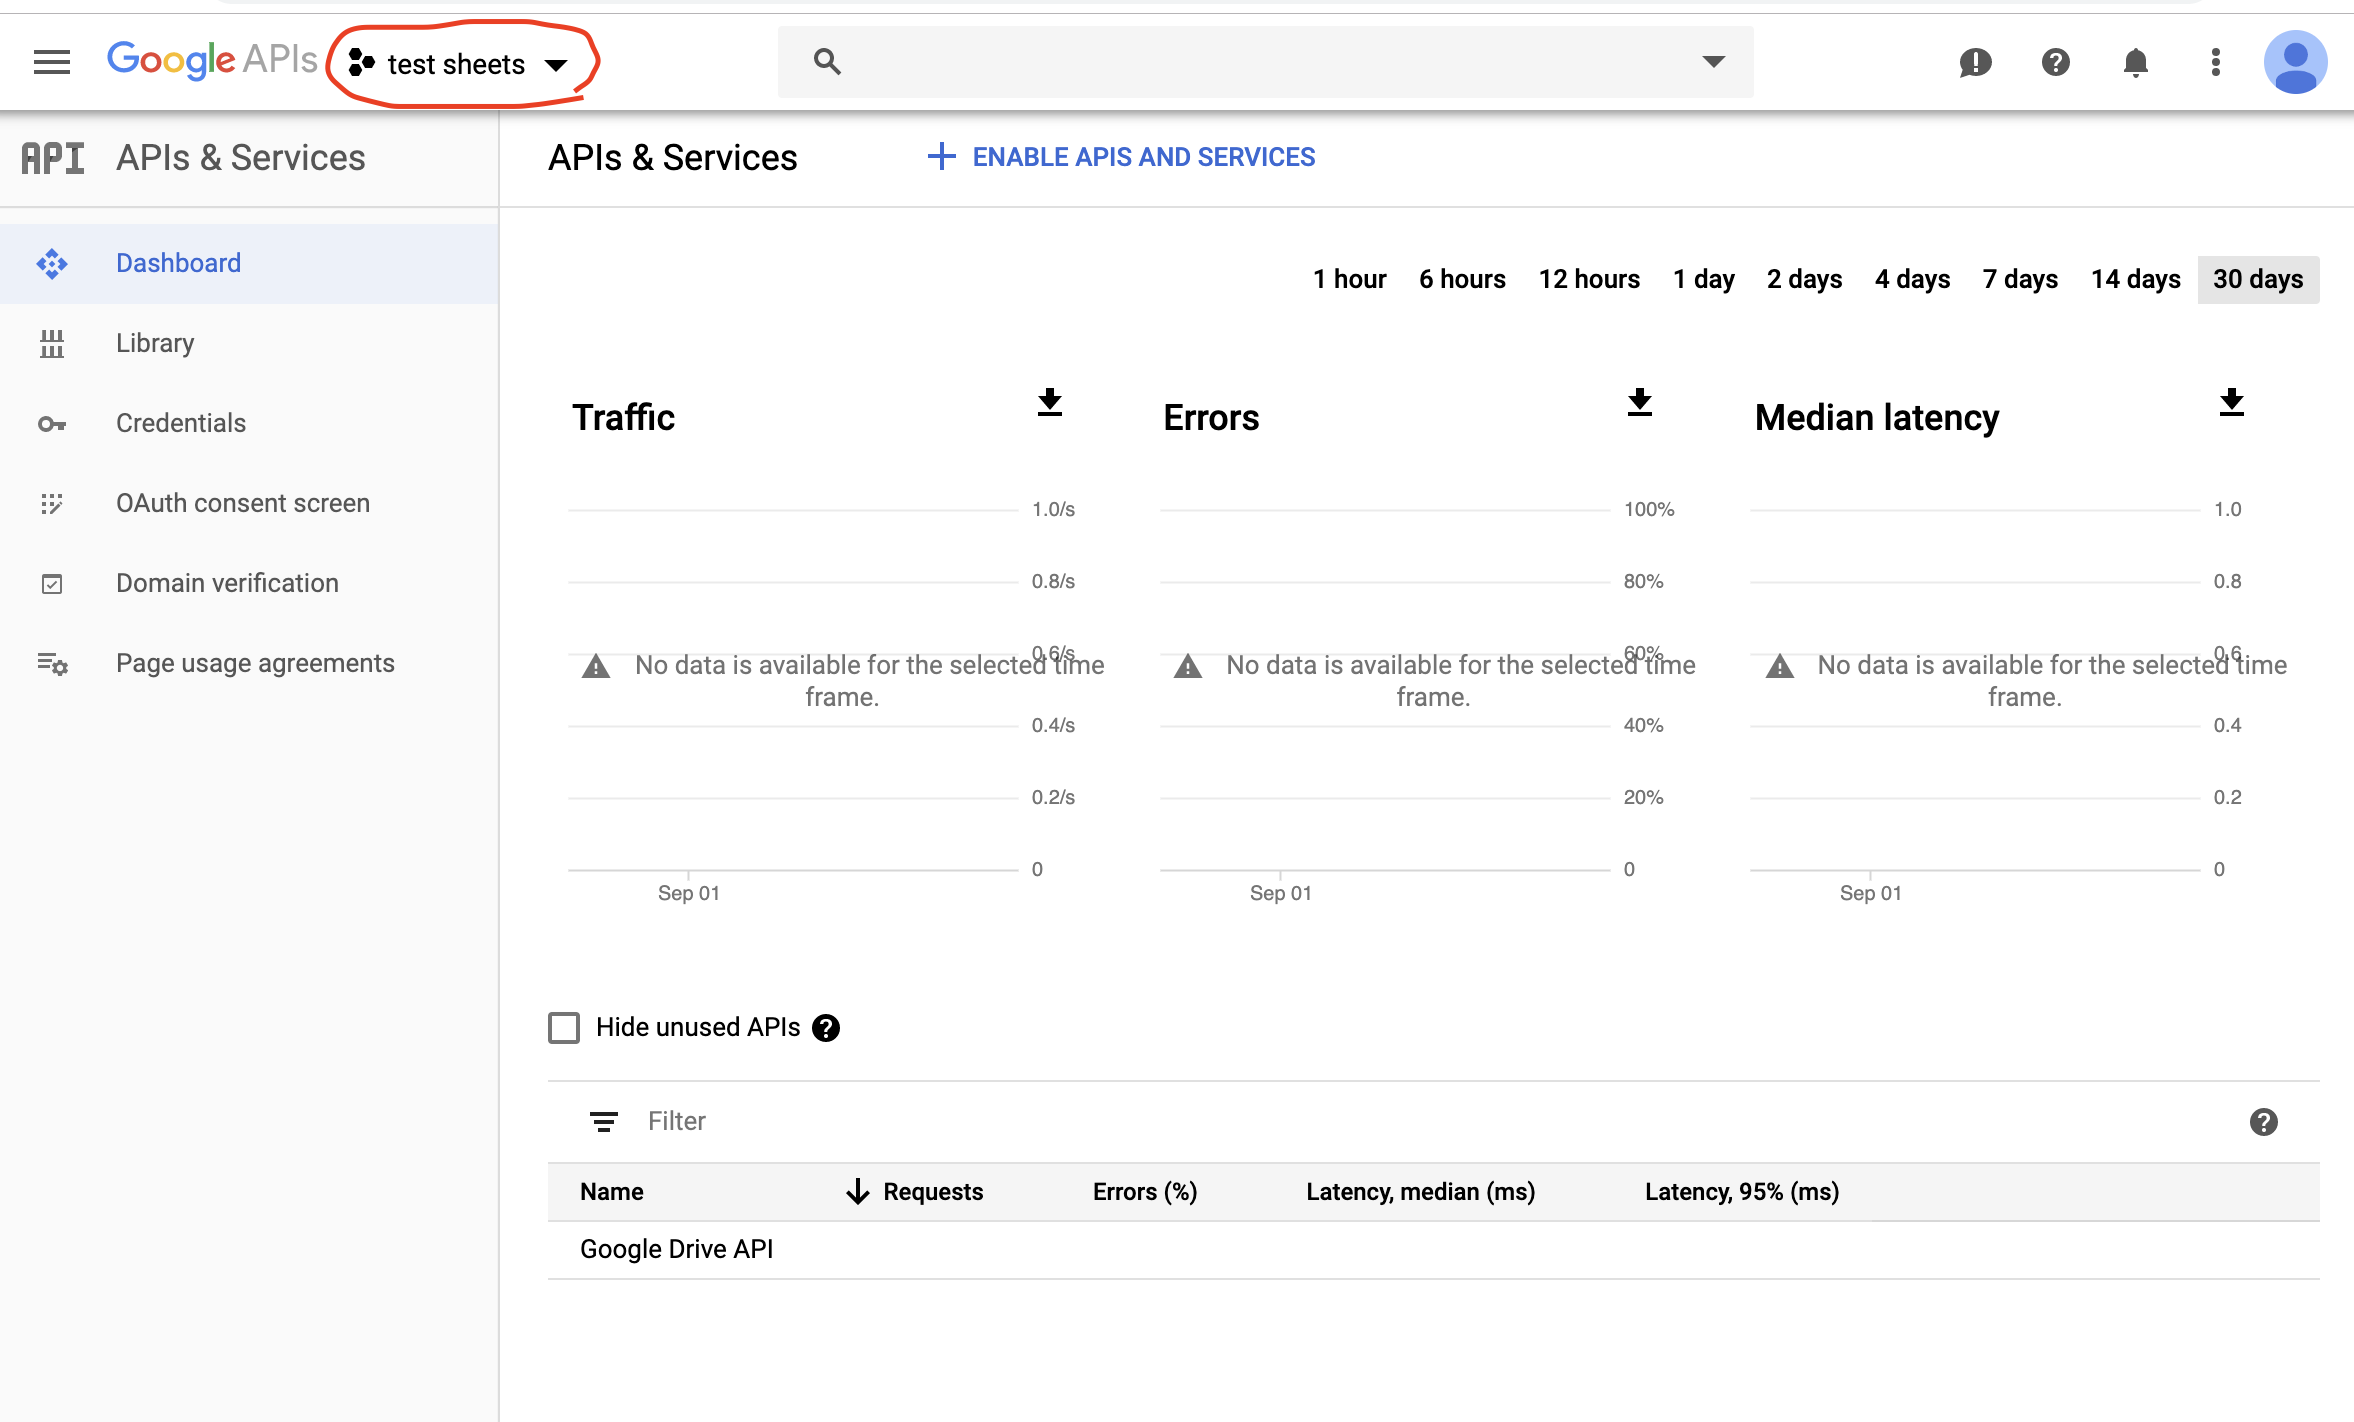 Google APIs test sheets
API APIs & Services
APIs & Services
ENABLE APIS AND SERVICES
Dashboard
Library
Credentials
OAuth consent screen
Domain verification
Page usage agreements
1 hour 6 hours 12 hours 1 day 2 days 4 days 7 days 14 days 30 days
Traffic
1.0/s
0.8/s
0.6/s
No data is available for the selected time
frame.
0.4/s
0.2/s
0
Sep 01
Errors
100%
80%
60%
No data is available for the selected time
frame.
40%
20%
0
Sep 01
Median latency
1.0
0.8
0.6
No data is available for the selected time
frame.
0.4
0.2
0
Sep 01
Hide unused APIs
Filter
Name Requests Errors (%) Latency, median (ms) Latency, 95% (ms)
Google Drive API